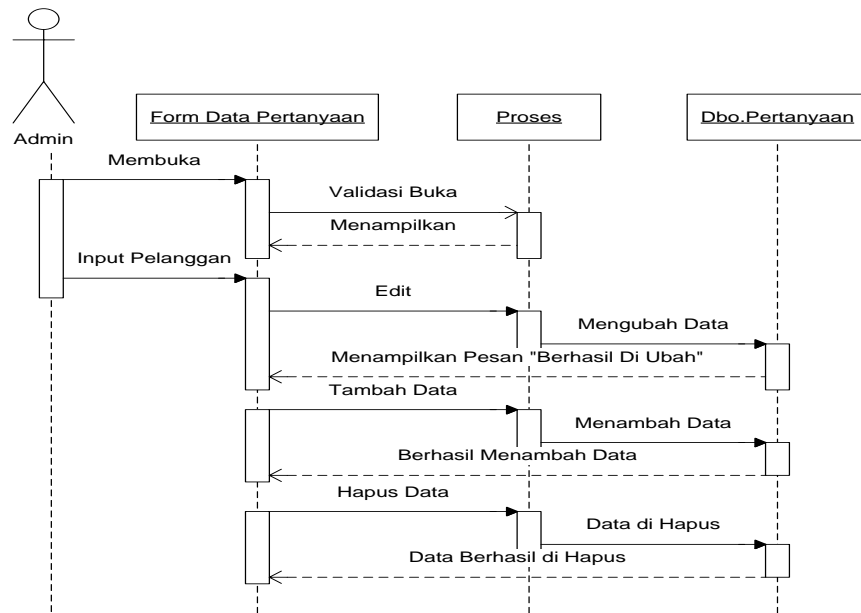 Form Data Pertanyaan
Proses
Dbo.Pertanyaan
Admin
Membuka
Validasi Buka
Menampilkan
Input Pelanggan
Edit
Mengubah Data
Menampilkan Pesan "Berhasil Di Ubah"
Tambah Data
Menambah Data
Berhasil Menambah Data
Hapus Data
Data di Hapus
Data Berhasil di Hapus